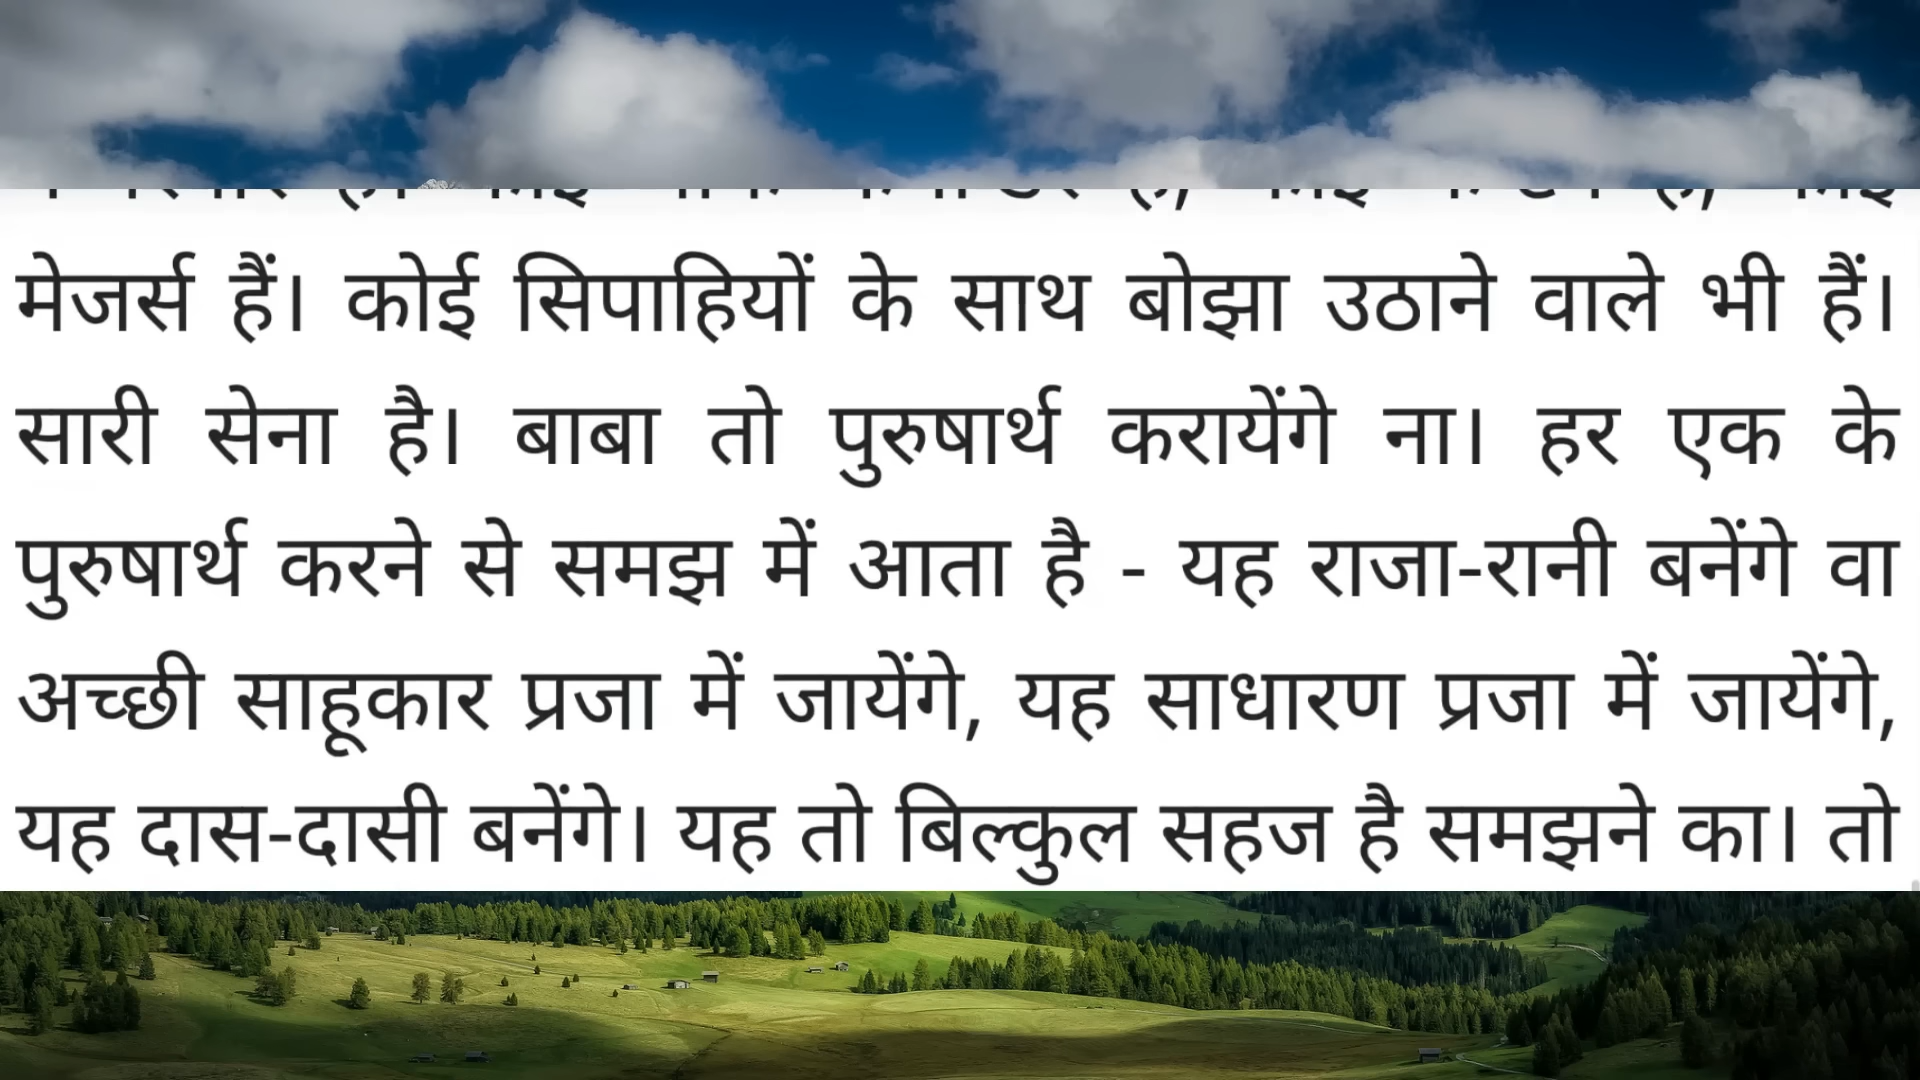 मेजर्स हैं। कोई सिपाहियों के साथ बोझा उठाने वाले भी हैं।
सारी सेना है। बाबा तो पुरुषार्थ करायेंगे ना। हर एक के
पुरुषार्थ करने से समझ में आता है - यह राजा-रानी बनेंगे वा
अच्छी साहूकार प्रजा में जायेंगे, यह साधारण प्रजा में जायेंगे,
यह दास-दासी बनेंगे। यह तो बिल्कुल सहज है समझने का। तो